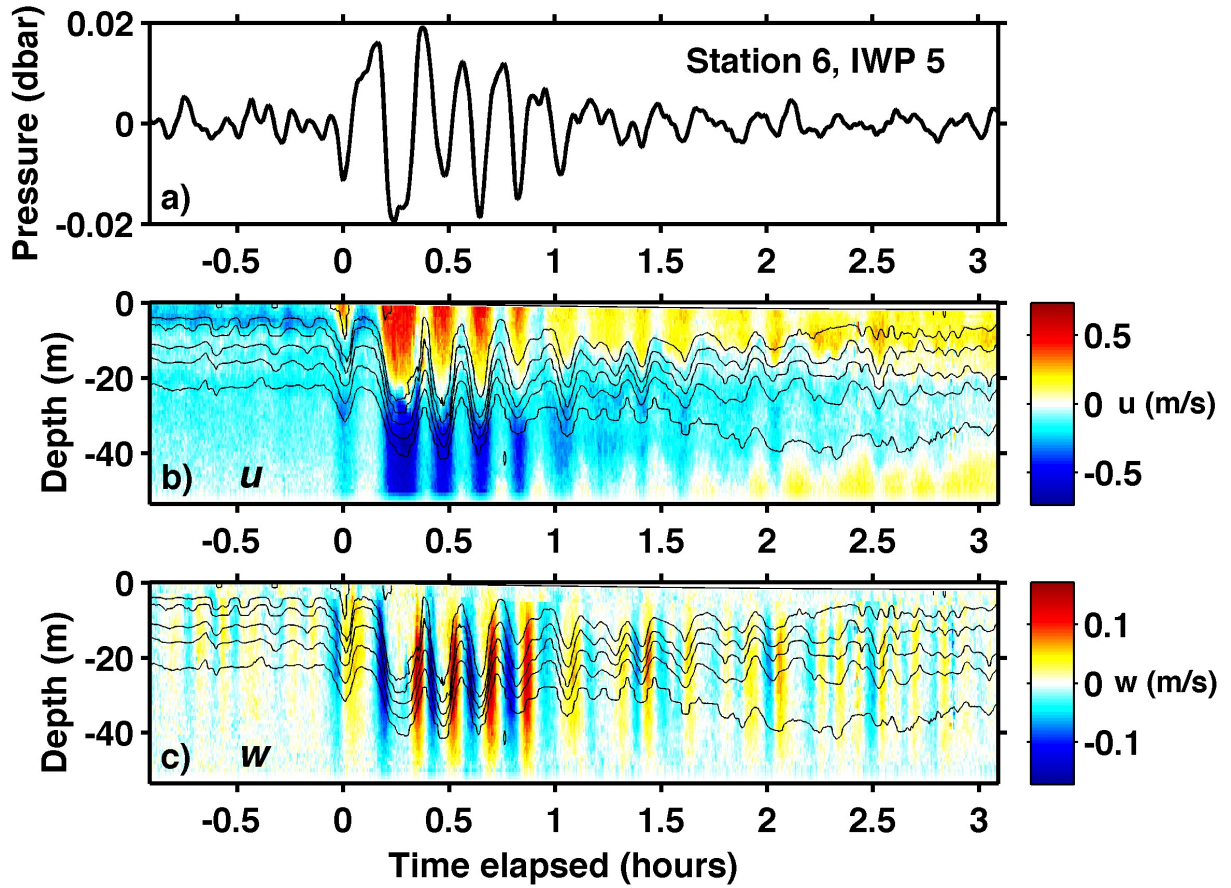 0.02
0
-0.02
Pressure (dbar)
Station 6, IWP 5
a)
-0.5 0 0.5 1 1.5 2 2.5 3
0
-20
-40
Depth (m)
b) u
0.5
0 u (m/s)
-0.5
-0.5 0 0.5 1 1.5 2 2.5 3
0
-20
-40
Depth (m)
c) w
0.1
0 w (m/s)
-0.1
-0.5 0 0.5 1 1.5 2 2.5 3
Time elapsed (hours)